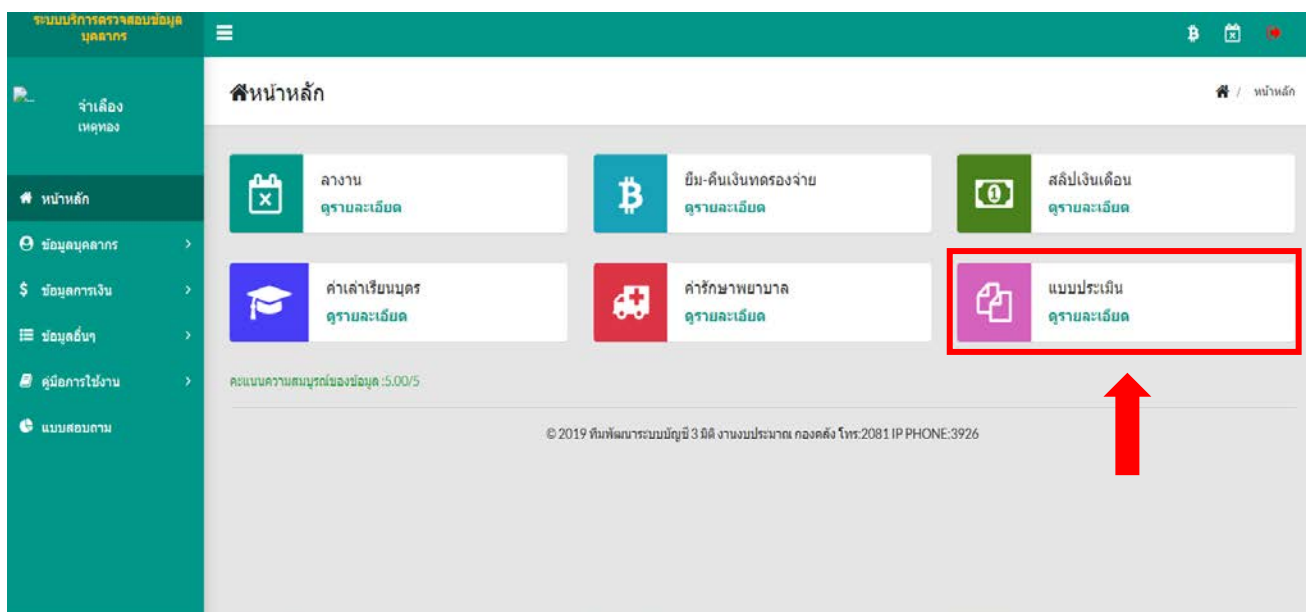 ระบบบริการตรวจสอบข้อมูล
บุคลากร
จำเลือง
เหตุทอง
หน้าหลัก
ข้อมูลบุคลากร
ข้อมูลการเงิน
ข้อมูลอื่นๆ
คู่มือการใช้งาน
แบบสอบถาม
หน้าหลัก
/ หน้าหลัก
ลางาน
ดูรายละเอียด
ยืม-คืนเงินทดรองจ่าย
ดูรายละเอียด
สลิปเงินเดือน
ดูรายละเอียด
ค่าเล่าเรียนบุตร
ดูรายละเอียด
ค่ารักษาพยาบาล
ดูรายละเอียด
แบบประเมิน
ดูรายละเอียด
คะแนนความสมบูรณ์ของข้อมูล :5.00/5
© 2019 ทีมพัฒนาระบบบัญชี 3 มิติ งานงบประมาณ กองคลัง โทร:2081 IP PHONE:3926